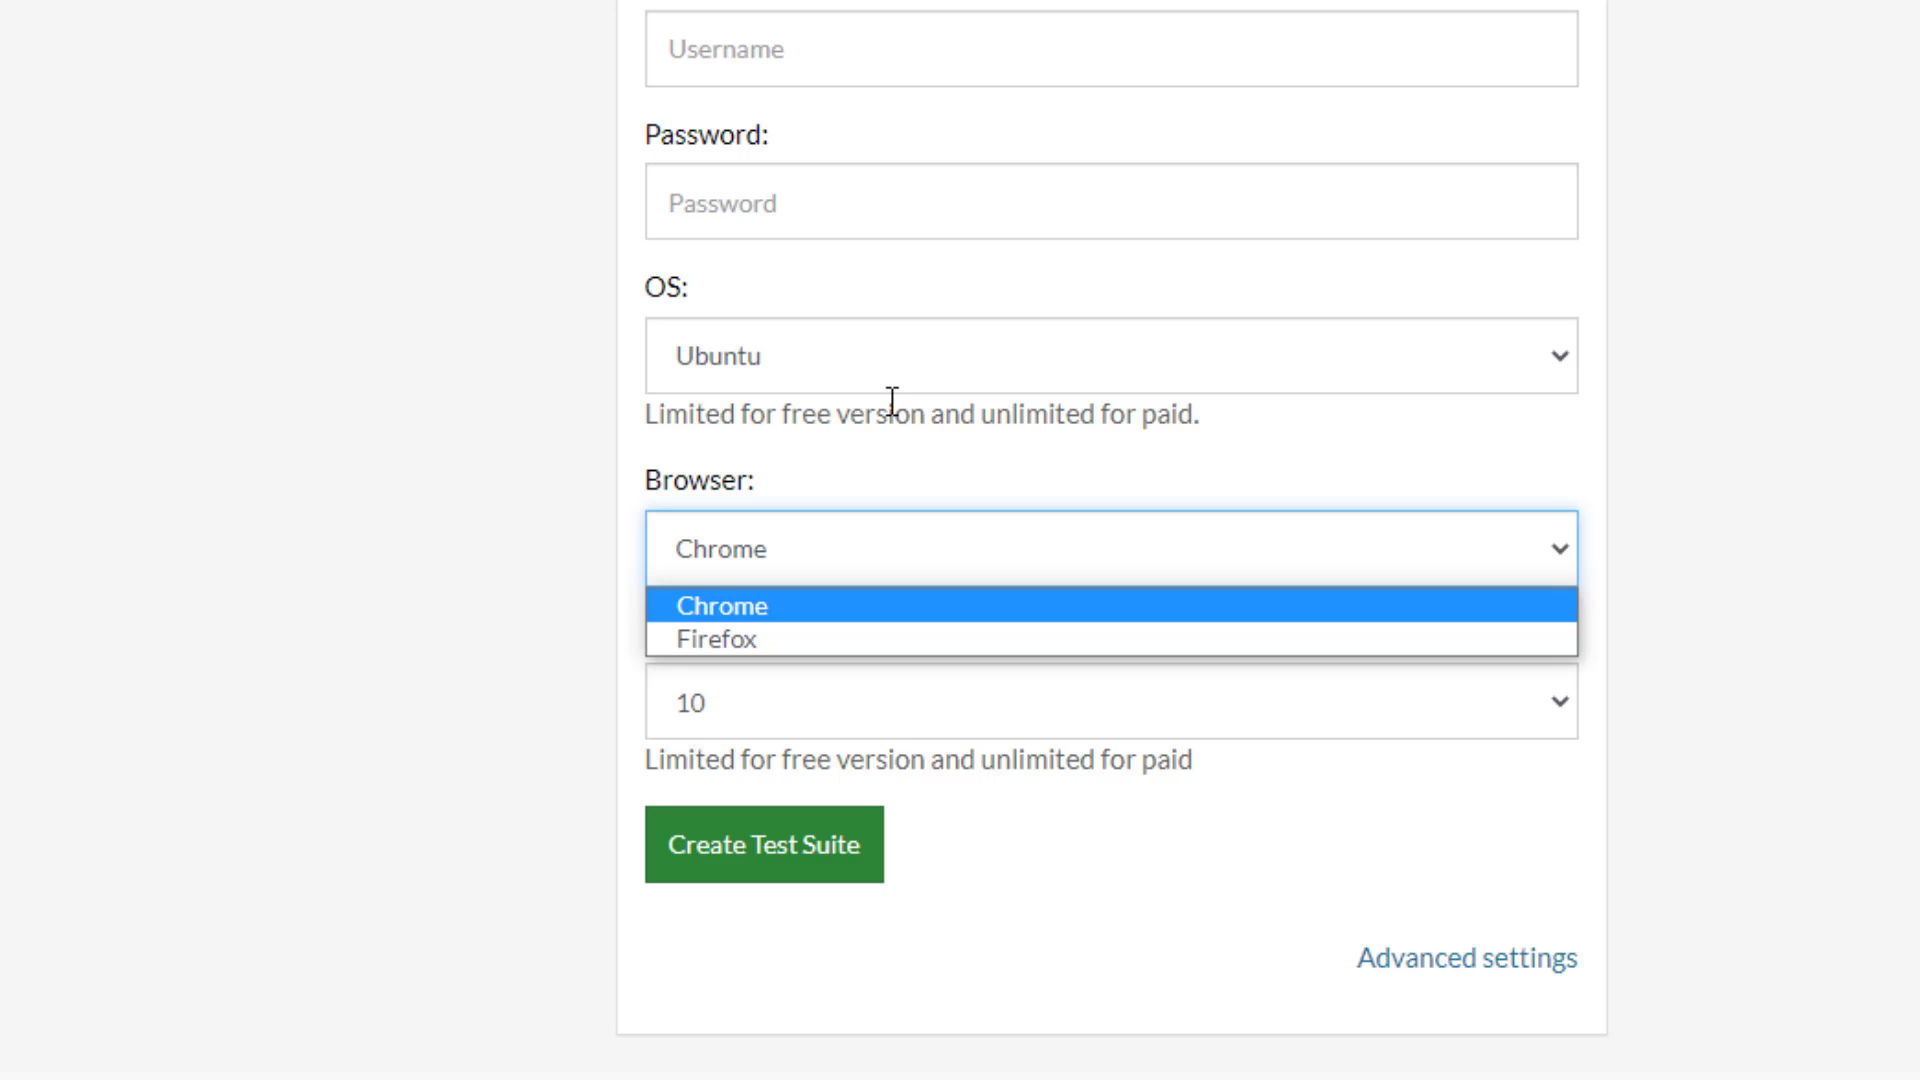 Username
Password:
Password
OS:
Ubuntu
Limited for free version and unlimited for paid.
Browser:
Chrome
Chrome
Firefox
10
Limited for free version and unlimited for paid
Create Test Suite
Advanced settings